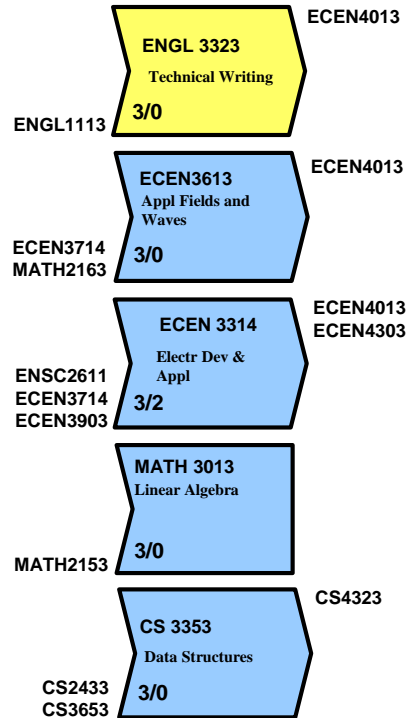 ECEN4013
ENGL 3323
Technical Writing
3/0
ENGL1113
ECEN4013
ECEN3613
Appl Fields and
Waves
ECEN3714
MATH2163
3/0
ECEN4013
ECEN4303
ECEN 3314
Electr Dev &
Appl
ENSC2611
ECEN3714
ECEN3903
3/2
MATH 3013
Linear Algebra
3/0
MATH2153
CS4323
CS 3353
Data Structures
CS2433
CS3653
3/0